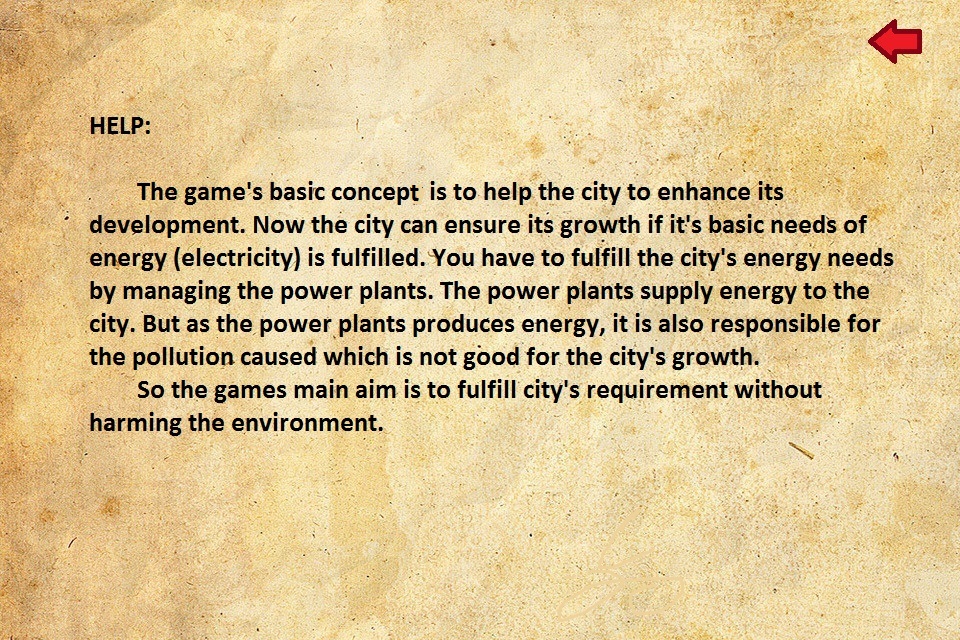 HELP:
The game's basic concept is to help the city to enhance its
development. Now the city can ensure its growth if it's basic needs of
energy (electricity) is fulfilled. You have to fulfill the city's energy needs
by managing the power plants. The power plants supply energy to the
city. But as the power plants produces energy, it is also responsible for
the pollution caused which is not good for the city's growth.
So the games main aim is to fulfill city's requirement without
harming the environment.